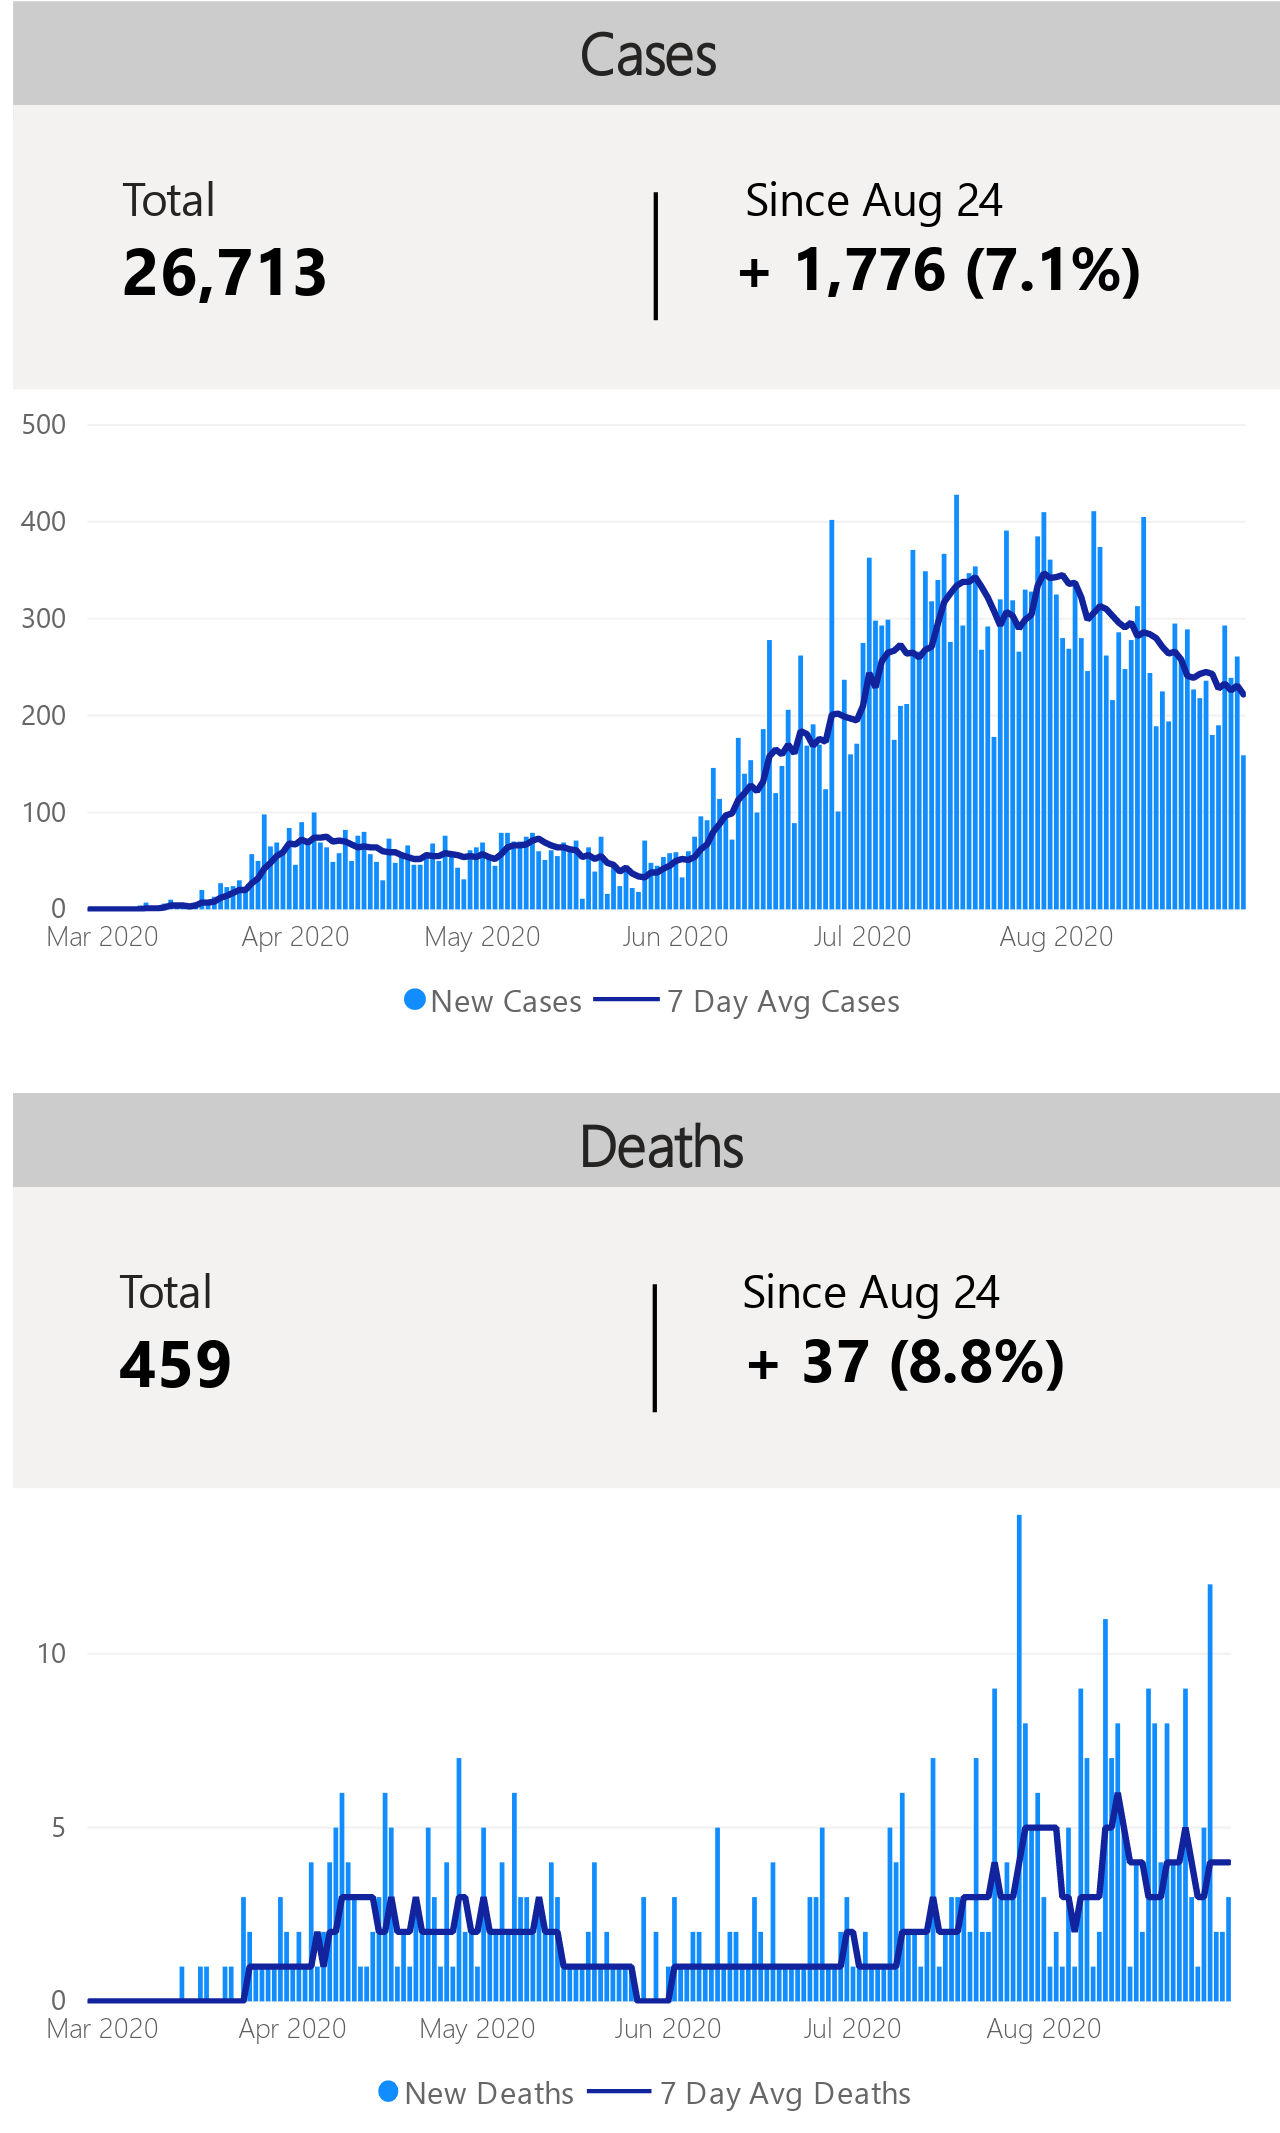 Cases
Total
Since Aug 24
26,713
+ 1,776 (7.1%)
500
400
300
200
100
0
Mar 2020 Apr 2020 May 2020 Jun 2020 Jul 2020 Aug 2020
New Cases 7 Day Avg Cases
Deaths
Total
Since Aug 24
459
+ 37 (8.8%)
10
5
0
Mar 2020 Apr 2020 May 2020 Jun 2020 Jul 2020 Aug 2020
New Deaths 7 Day Avg Deaths